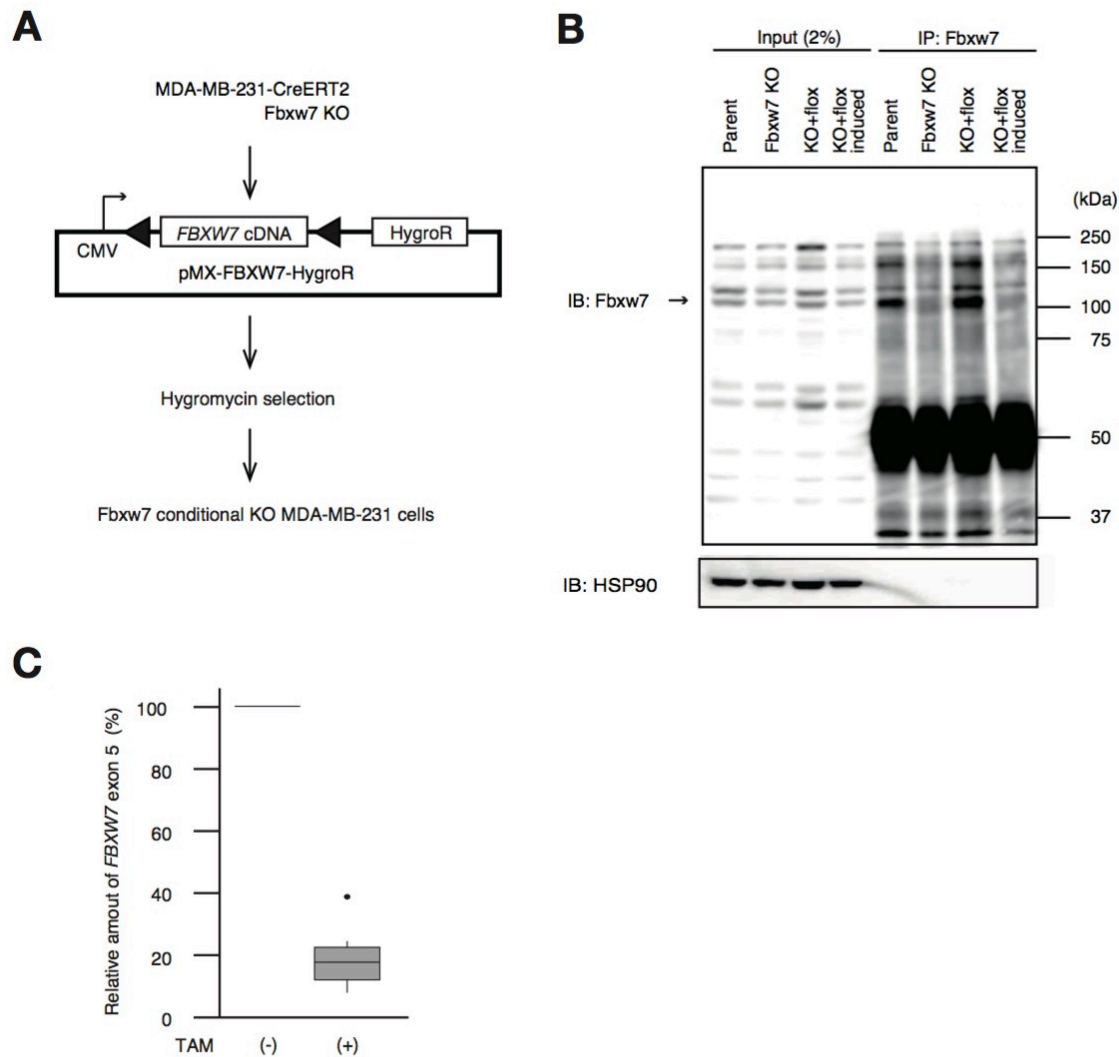 A
MDA-MB-231-CreERT2
Fbxw7 KO
CMV
FBXW7 cDNA
HygroR
pMX-FBXW7-HygroR
Hygromycin selection
Fbxw7 conditional KO MDA-MB-231 cells
B
Input (2%)
IP: Fbxw7
Parent
Fbxw7 KO
KO+flox
KO+flox
induced
Parent
Fbxw7 KO
KO+flox
KO+flox
induced
(kDa)
250
150
100
75
50
37
IB: Fbxw7 →
IB: HSP90
C
Relative amout of FBXW7 exon 5 (%)
100
80
60
40
20
0
TAM (-) (+)